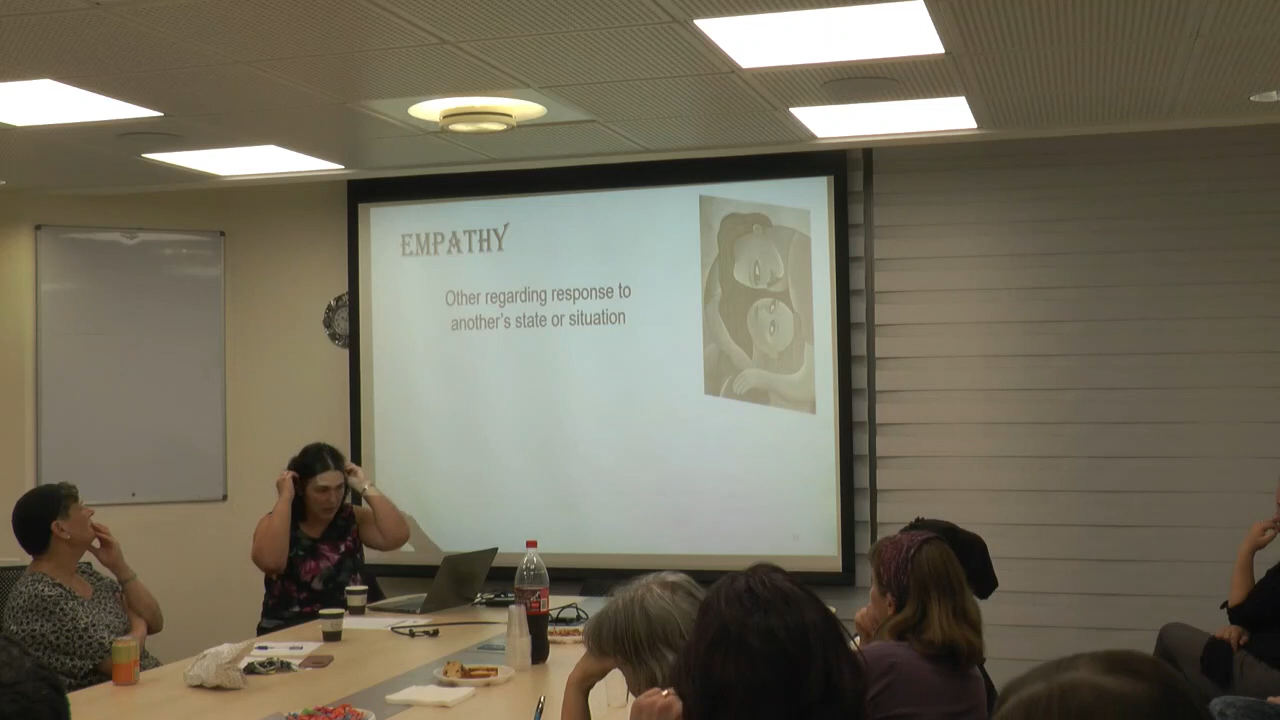 EMPATHY
Other regarding response to
another's state or situation